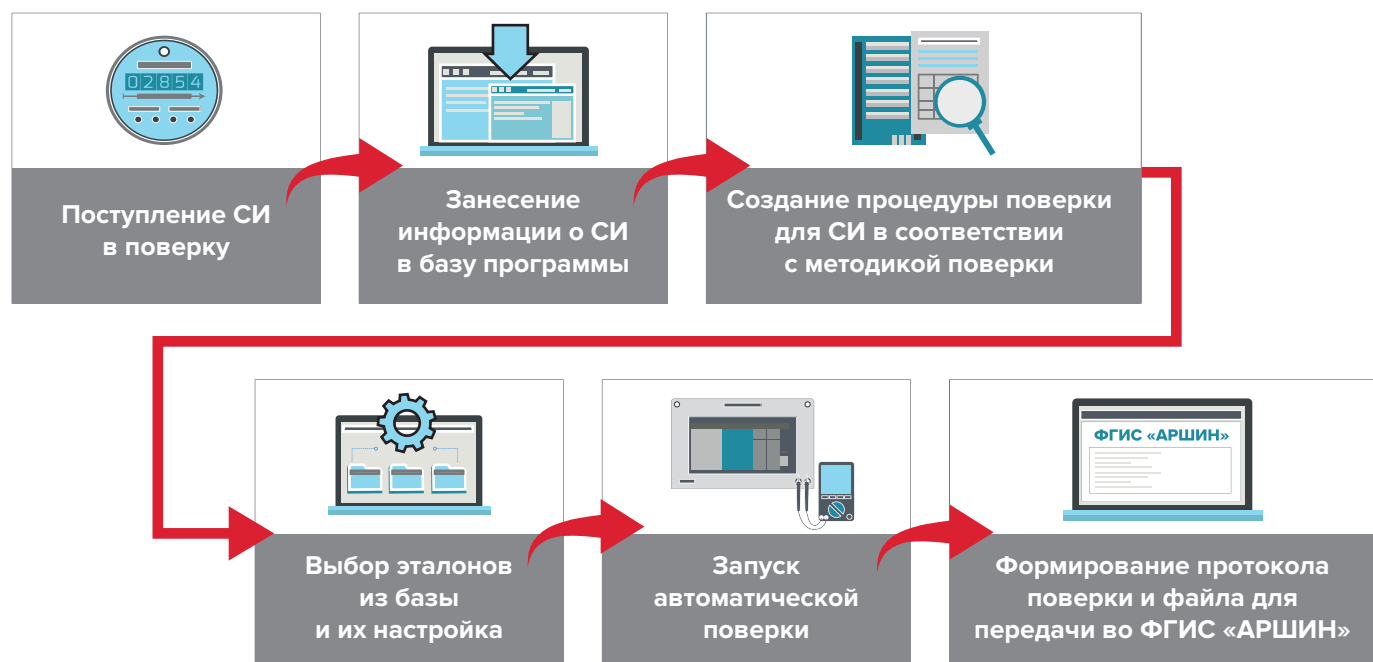 02854
Поступление СИ
в поверку
Занесение
информации о СИ
в базу программы
Создание процедуры поверки
для СИ в соответствии
с методикой поверки
Выбор эталонов
из базы
и их настройка
Запуск
автоматической
поверки
ФГИС «АРШИН»
Формирование протокола
поверки и файла для
передачи во ФГИС «АРШИН»